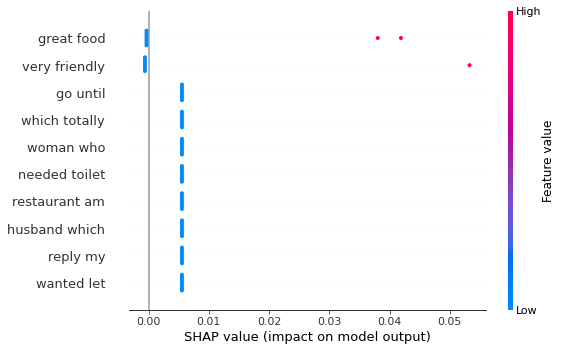 High
great food
very friendly
go until
which totally
woman who
needed toilet
restaurant am
husband which
reply my
wanted let
Low
Feature value
0.00 0.01 0.02 0.03 0.04 0.05
SHAP value (impact on model output)